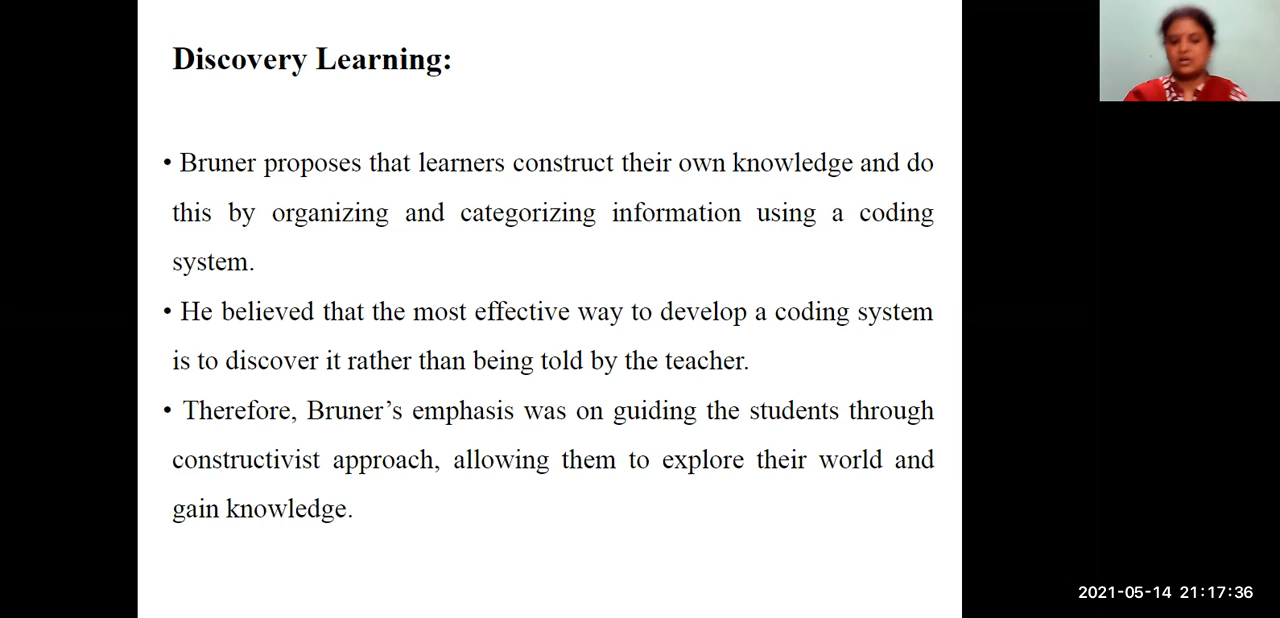 Discovery Learning:
• Bruner proposes that learners construct their own knowledge and do
this by organizing and categorizing information using a coding
system.
• He believed that the most effective way to develop a coding system
is to discover it rather than being told by the teacher.
• Therefore, Bruner’s emphasis was on guiding the students through
constructivist approach, allowing them to explore their world and
gain knowledge.
2021-05-14 21:17:36